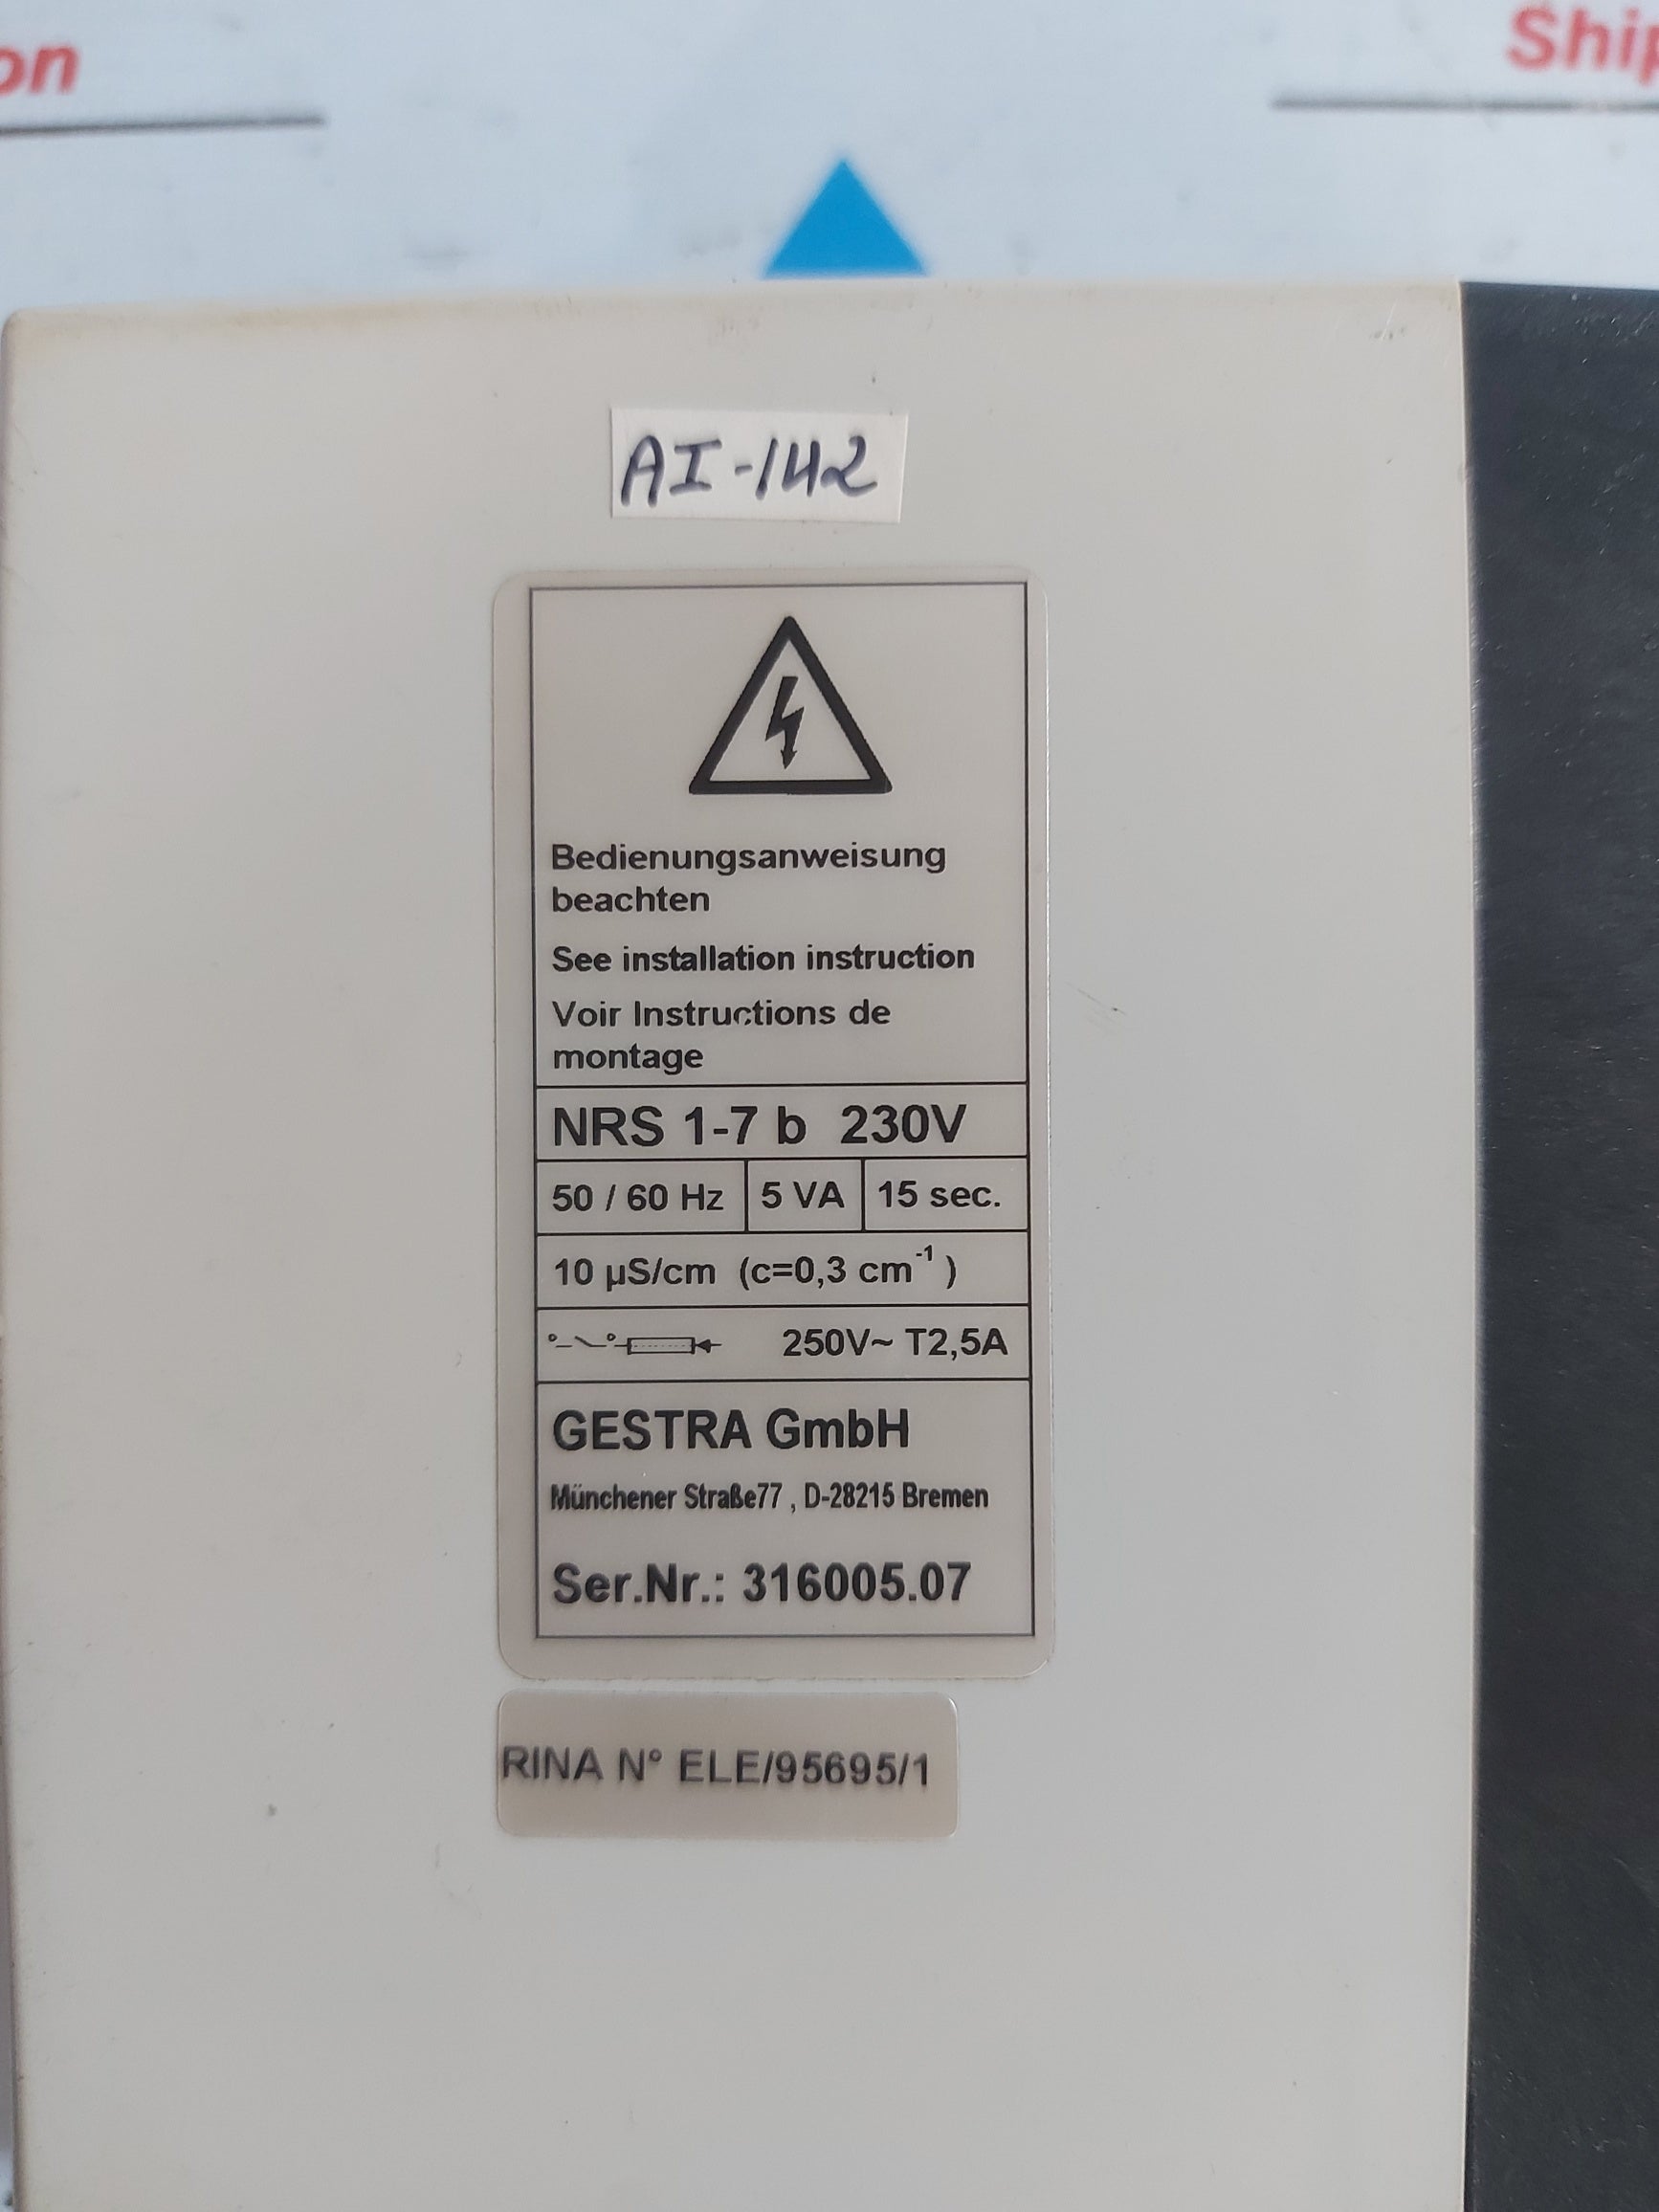 on
Ship
AI-142
Bedienungsanweisung
beachten
See installation instruction
Voir Instructions de
montage
NRS 1-7 b 230V
50 / 60 Hz 5 VA 15 sec.
10 µS/cm (c=0,3 cm⁻¹ )
250V~ T2,5A
GESTRA GmbH
Münchener Straße77 , D-28215 Bremen
Ser.Nr.: 316005.07
RINA N° ELE/95695/1